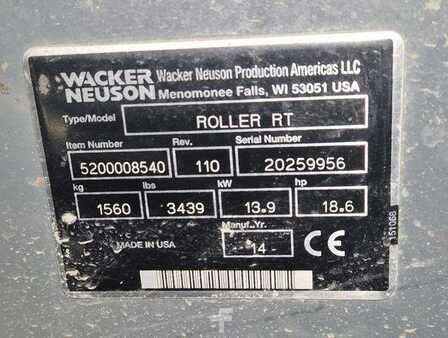 WACKER NEUSON Wacker Neuson Production Americas LLC
Menomonee Falls, WI 53051 USA
Type/Model ROLLER RT
Item Number Rev. Serial Number
5200008540 110 20259956
kg lbs kW hp
1560 3439 13.9 18.6
Manuf. Yr.
MADE IN USA 14 CE
151068